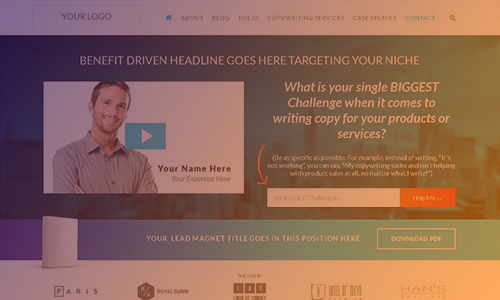 YOUR LOGO
ABOUT BLOG FOLIO COPYWRITING SERVICES CASE STUDIES CONTACT
BENEFIT DRIVEN HEADLINE GOES HERE TARGETING YOUR NICHE
Your Name Here
Your Expertise Here
What is your single BIGGEST
Challenge when it comes to
writing copy for your products or
services?
(Be as specific as possible. For example, instead of writing, "It's
not working", you can say, "My copywriting sucks and isn't helping
with product sales at all, no matter what I write!")
My BIGGEST challenge is...
Help Me →
YOUR LEAD MAGNET TITLE GOES IN THIS POSITION HERE
DOWNLOAD PDF
Featured In
PARIS
ROYAL GUNN
HOTEL OF TOKYO
HAN'S